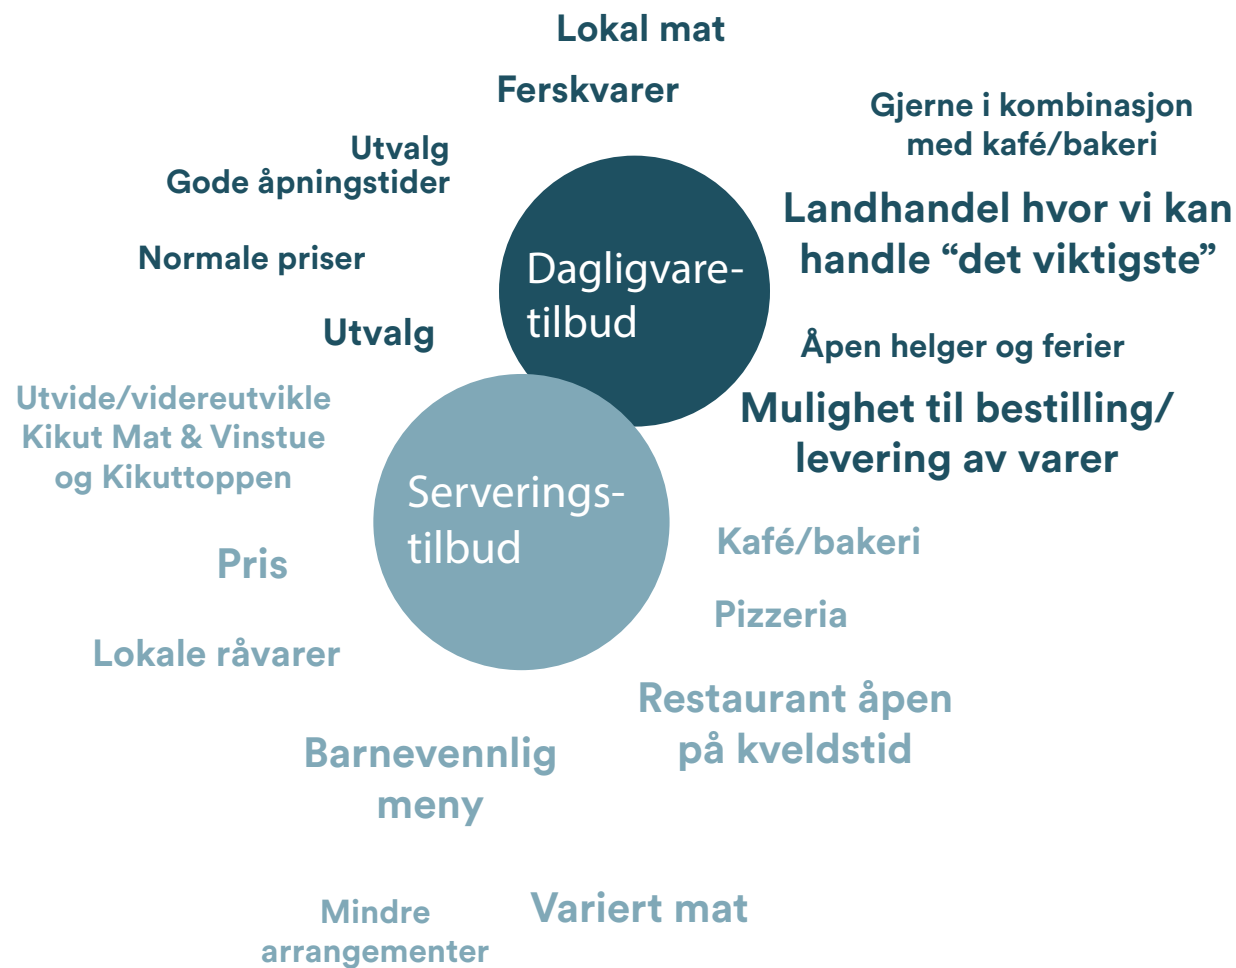 Lokal mat
Ferskvarer
Gjerne i kombinasjon
med kafé/bakeri
Utvalg
Gode åpningstider
Landhandel hvor vi kan
handle “det viktigste”
Normale priser
Dagligvare-
tilbud
Utvalg
Åpen helger og ferier
Mulighet til bestilling/
levering av varer
Utvide/videreutvikle
Kikut Mat & Vinstue
og Kikuttoppen
Serverings-
tilbud
Kafé/bakeri
Pris
Pizzeria
Lokale råvarer
Restaurant åpen
på kveldstid
Barnevennlig
meny
Variert mat
Mindre
arrangementer